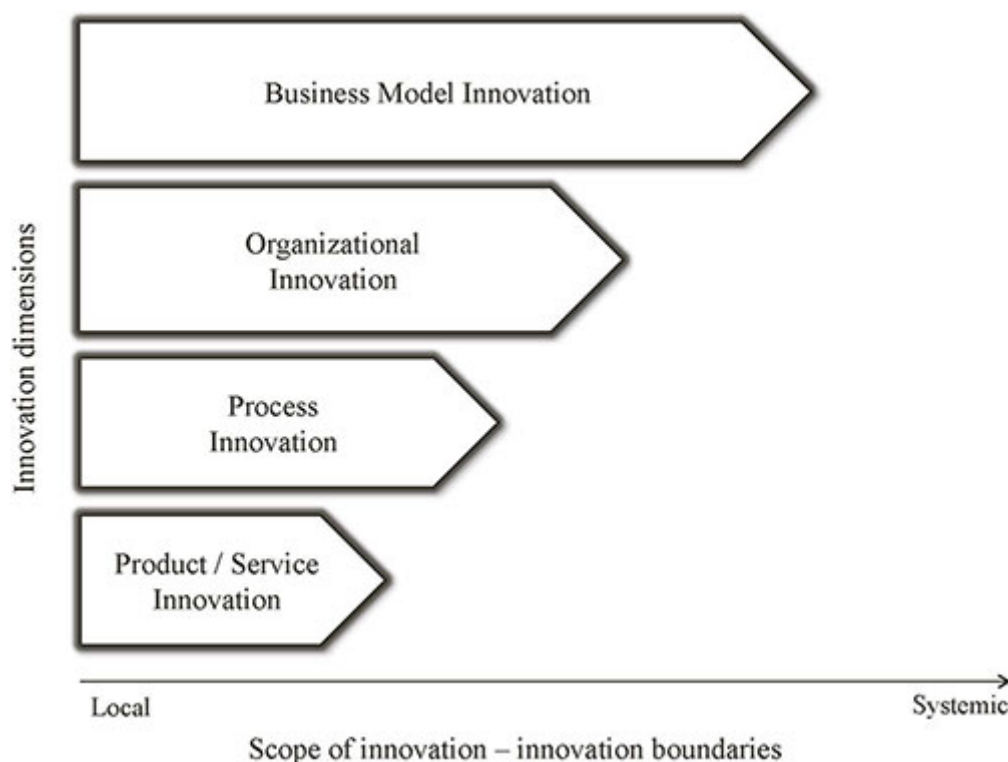 Business Model Innovation
Organizational
Innovation
Process
Innovation
Product / Service
Innovation
Innovation dimensions
Local
Systemic
Scope of innovation – innovation boundaries